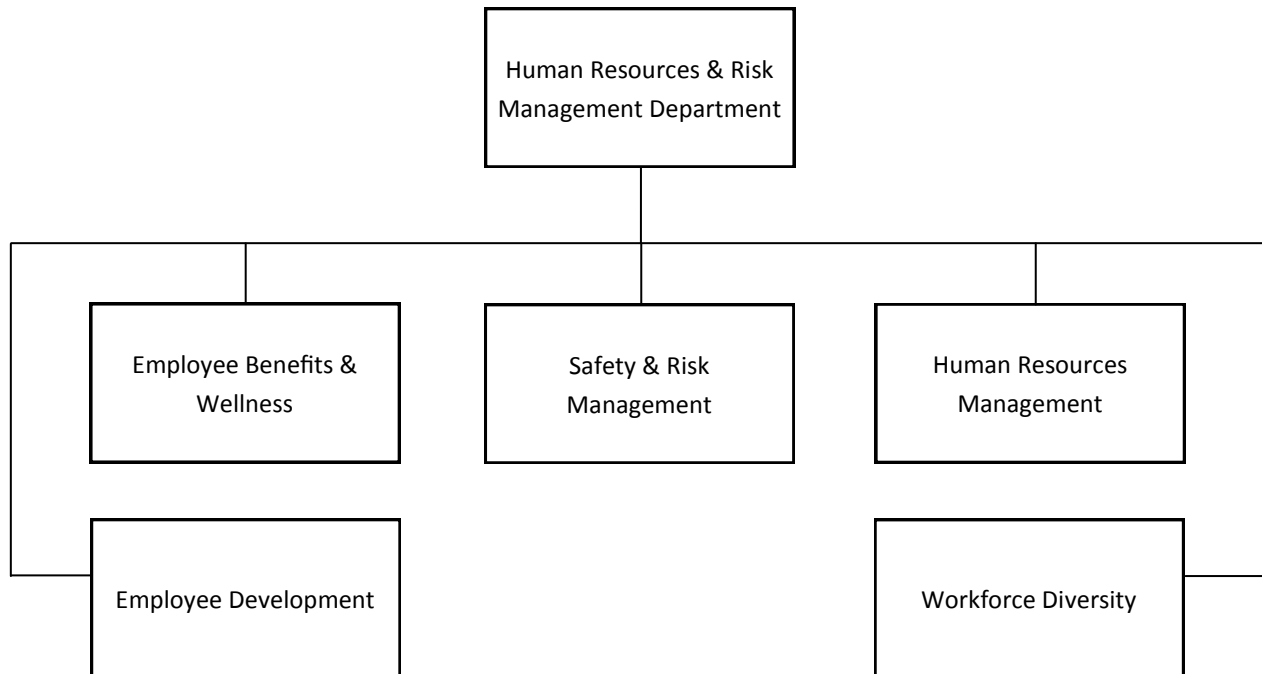 Human Resources & Risk
Management Department
Employee Benefits &
Wellness
Safety & Risk
Management
Human Resources
Management
Employee Development
Workforce Diversity